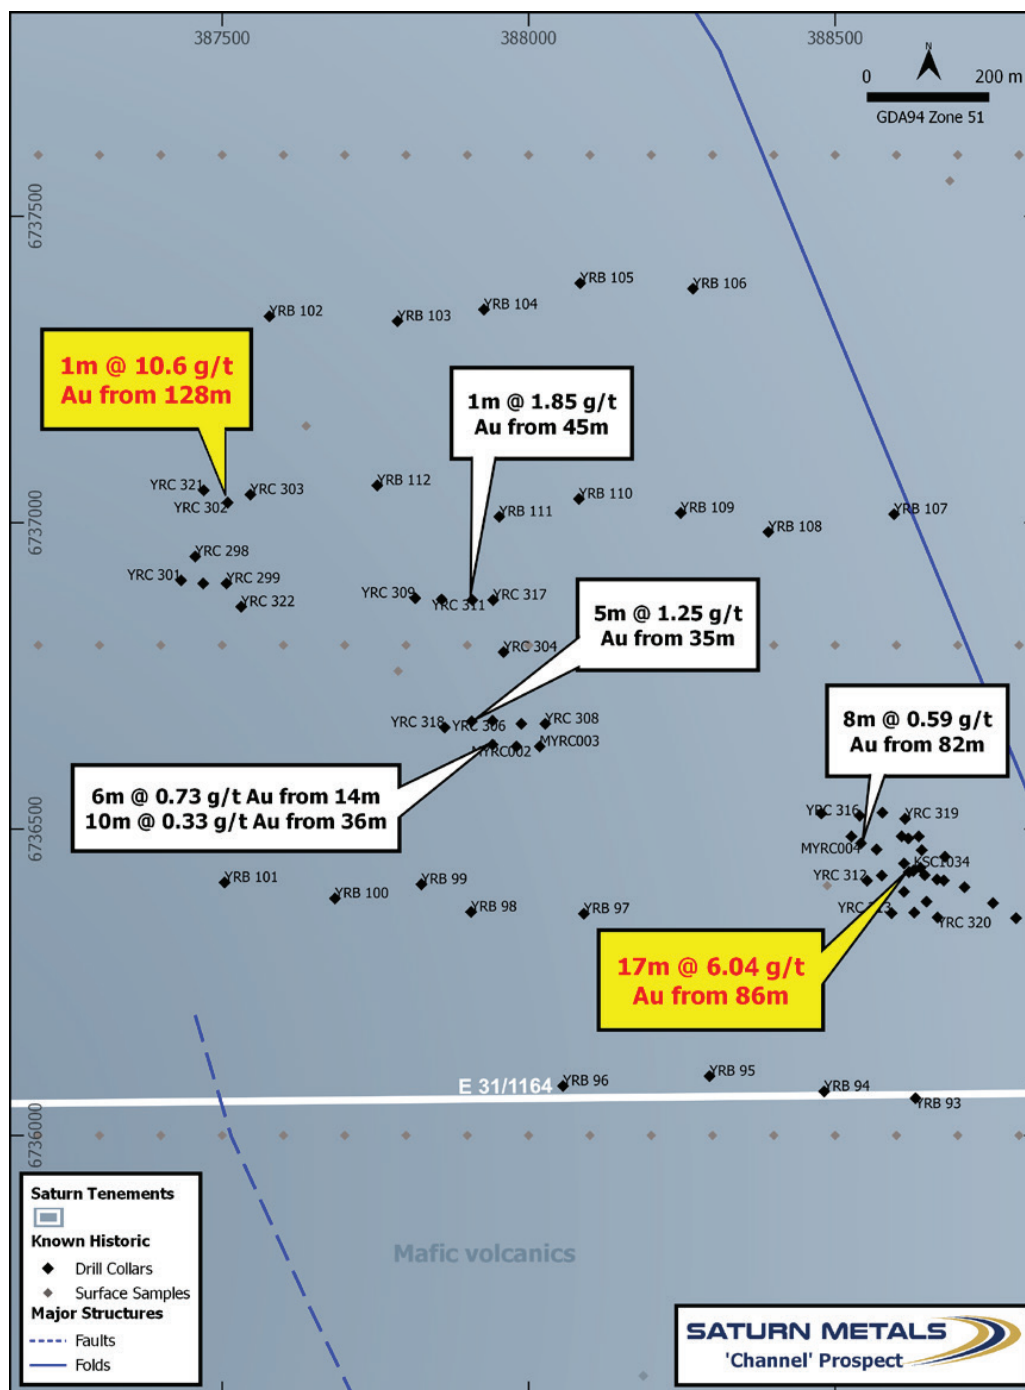 387500
388000
388500
N
0
200 m
GDA94 Zone 51
6737500
YRB 105
YRB 106
YRB 102
YRB 103
YRB 104
1m @ 10.6 g/t
Au from 128m
1m @ 1.85 g/t
Au from 45m
YRC 321
YRC 303
YRC 302
YRB 112
YRB 111
YRB 110
YRB 109
YRB 108
YRB 107
6737000
YRC 298
YRC 301
YRC 299
YRC 322
YRC 309
YRC 311
YRC 317
5m @ 1.25 g/t
Au from 35m
YRC 304
YRC 318
YRC 306
YRC 308
MYRC002
MYRC003
8m @ 0.59 g/t
Au from 82m
6m @ 0.73 g/t Au from 14m
10m @ 0.33 g/t Au from 36m
6736500
YRC 316
YRC 319
MYRC004
KSC1034
YRC 312
YRC 313
YRC 320
YRB 101
YRB 100
YRB 99
YRB 98
YRB 97
17m @ 6.04 g/t
Au from 86m
E 31/1164
YRB 96
YRB 95
YRB 94
YRB 93
6736000
Saturn Tenements
Known Historic
Drill Collars
Surface Samples
Major Structures
Faults
Folds
Mafic volcanics
SATURN METALS
'Channel' Prospect